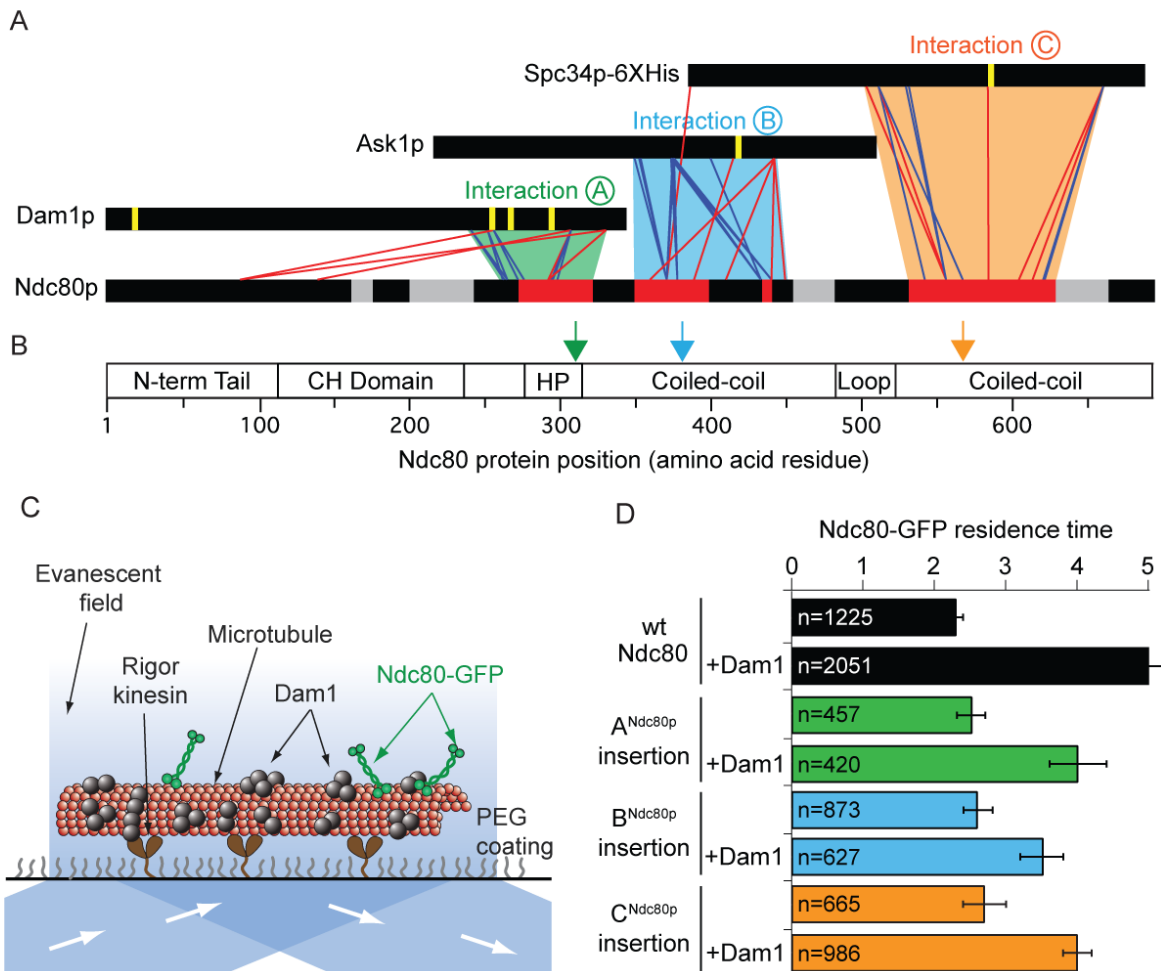 A
Interaction C
Spc34p-6XHis
Interaction B
Ask1p
Interaction A
Dam1p
Ndc80p
B
N-term Tail
CH Domain
HP
Coiled-coil
Loop
Coiled-coil
1
100
200
300
400
500
600
Ndc80 protein position (amino acid residue)
C
Evanescent
field
Microtubule
Rigor
kinesin
Dam1
Ndc80-GFP
PEG
coating
D
Ndc80-GFP residence time
0
1
2
3
4
5
wt
Ndc80
n=1225
+Dam1
n=2051
A^Ndc80p
insertion
n=457
+Dam1
n=420
B^Ndc80p
insertion
n=873
+Dam1
n=627
C^Ndc80p
insertion
n=665
+Dam1
n=986